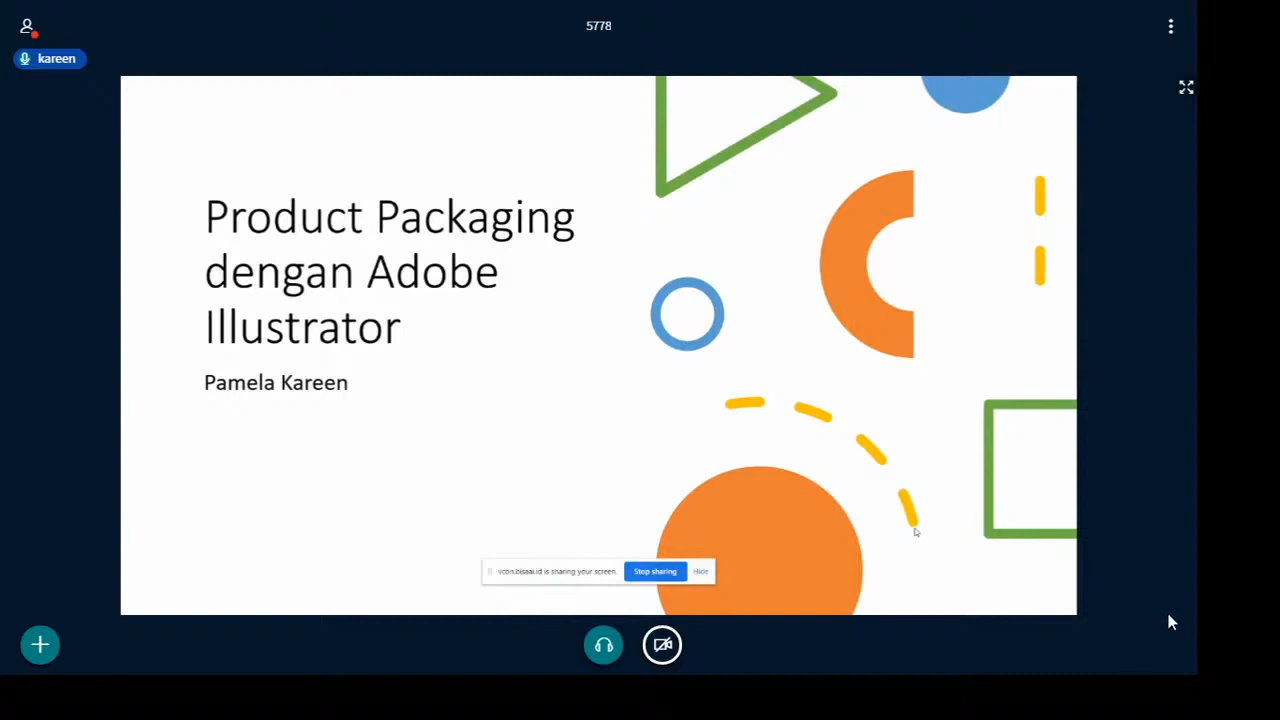 5778
kareen
Product Packaging
dengan Adobe
Illustrator
Pamela Kareen
vcon.bisaai.id is sharing your screen.
Stop sharing
Hide